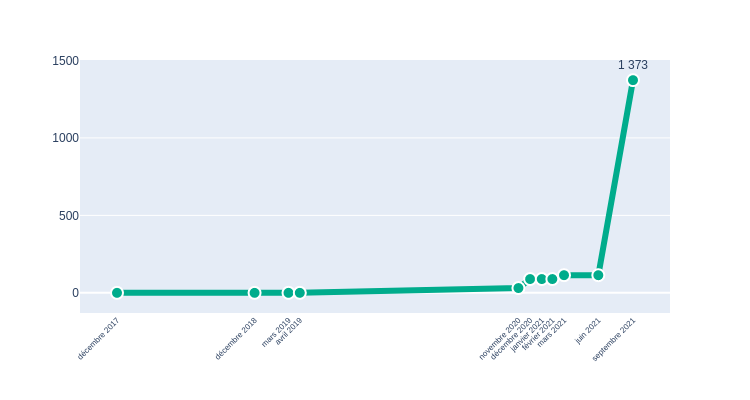 1500
1 373
1000
500
0
décembre 2017
décembre 2018
mars 2019
avril 2019
novembre 2020
décembre 2020
janvier 2021
février 2021
mars 2021
juin 2021
septembre 2021